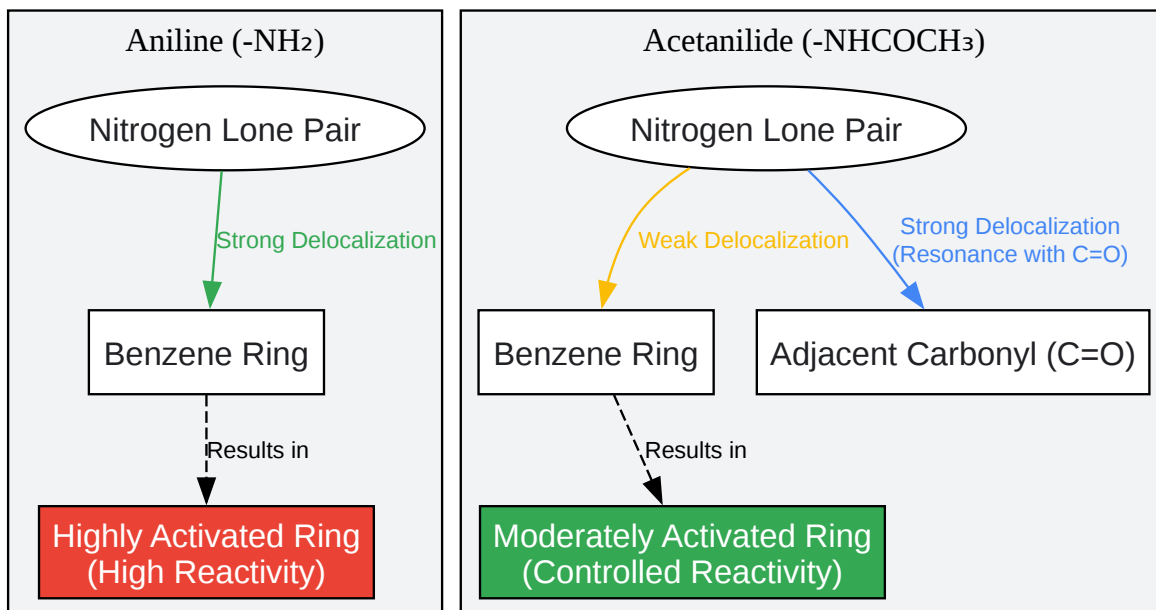 Aniline (-NH₂)
Nitrogen Lone Pair
Strong Delocalization
Benzene Ring
Results in
Highly Activated Ring
(High Reactivity)
Acetanilide (-NHCOCH₃)
Nitrogen Lone Pair
Weak Delocalization
Strong Delocalization
(Resonance with C=O)
Benzene Ring
Adjacent Carbonyl (C=O)
Results in
Moderately Activated Ring
(Controlled Reactivity)